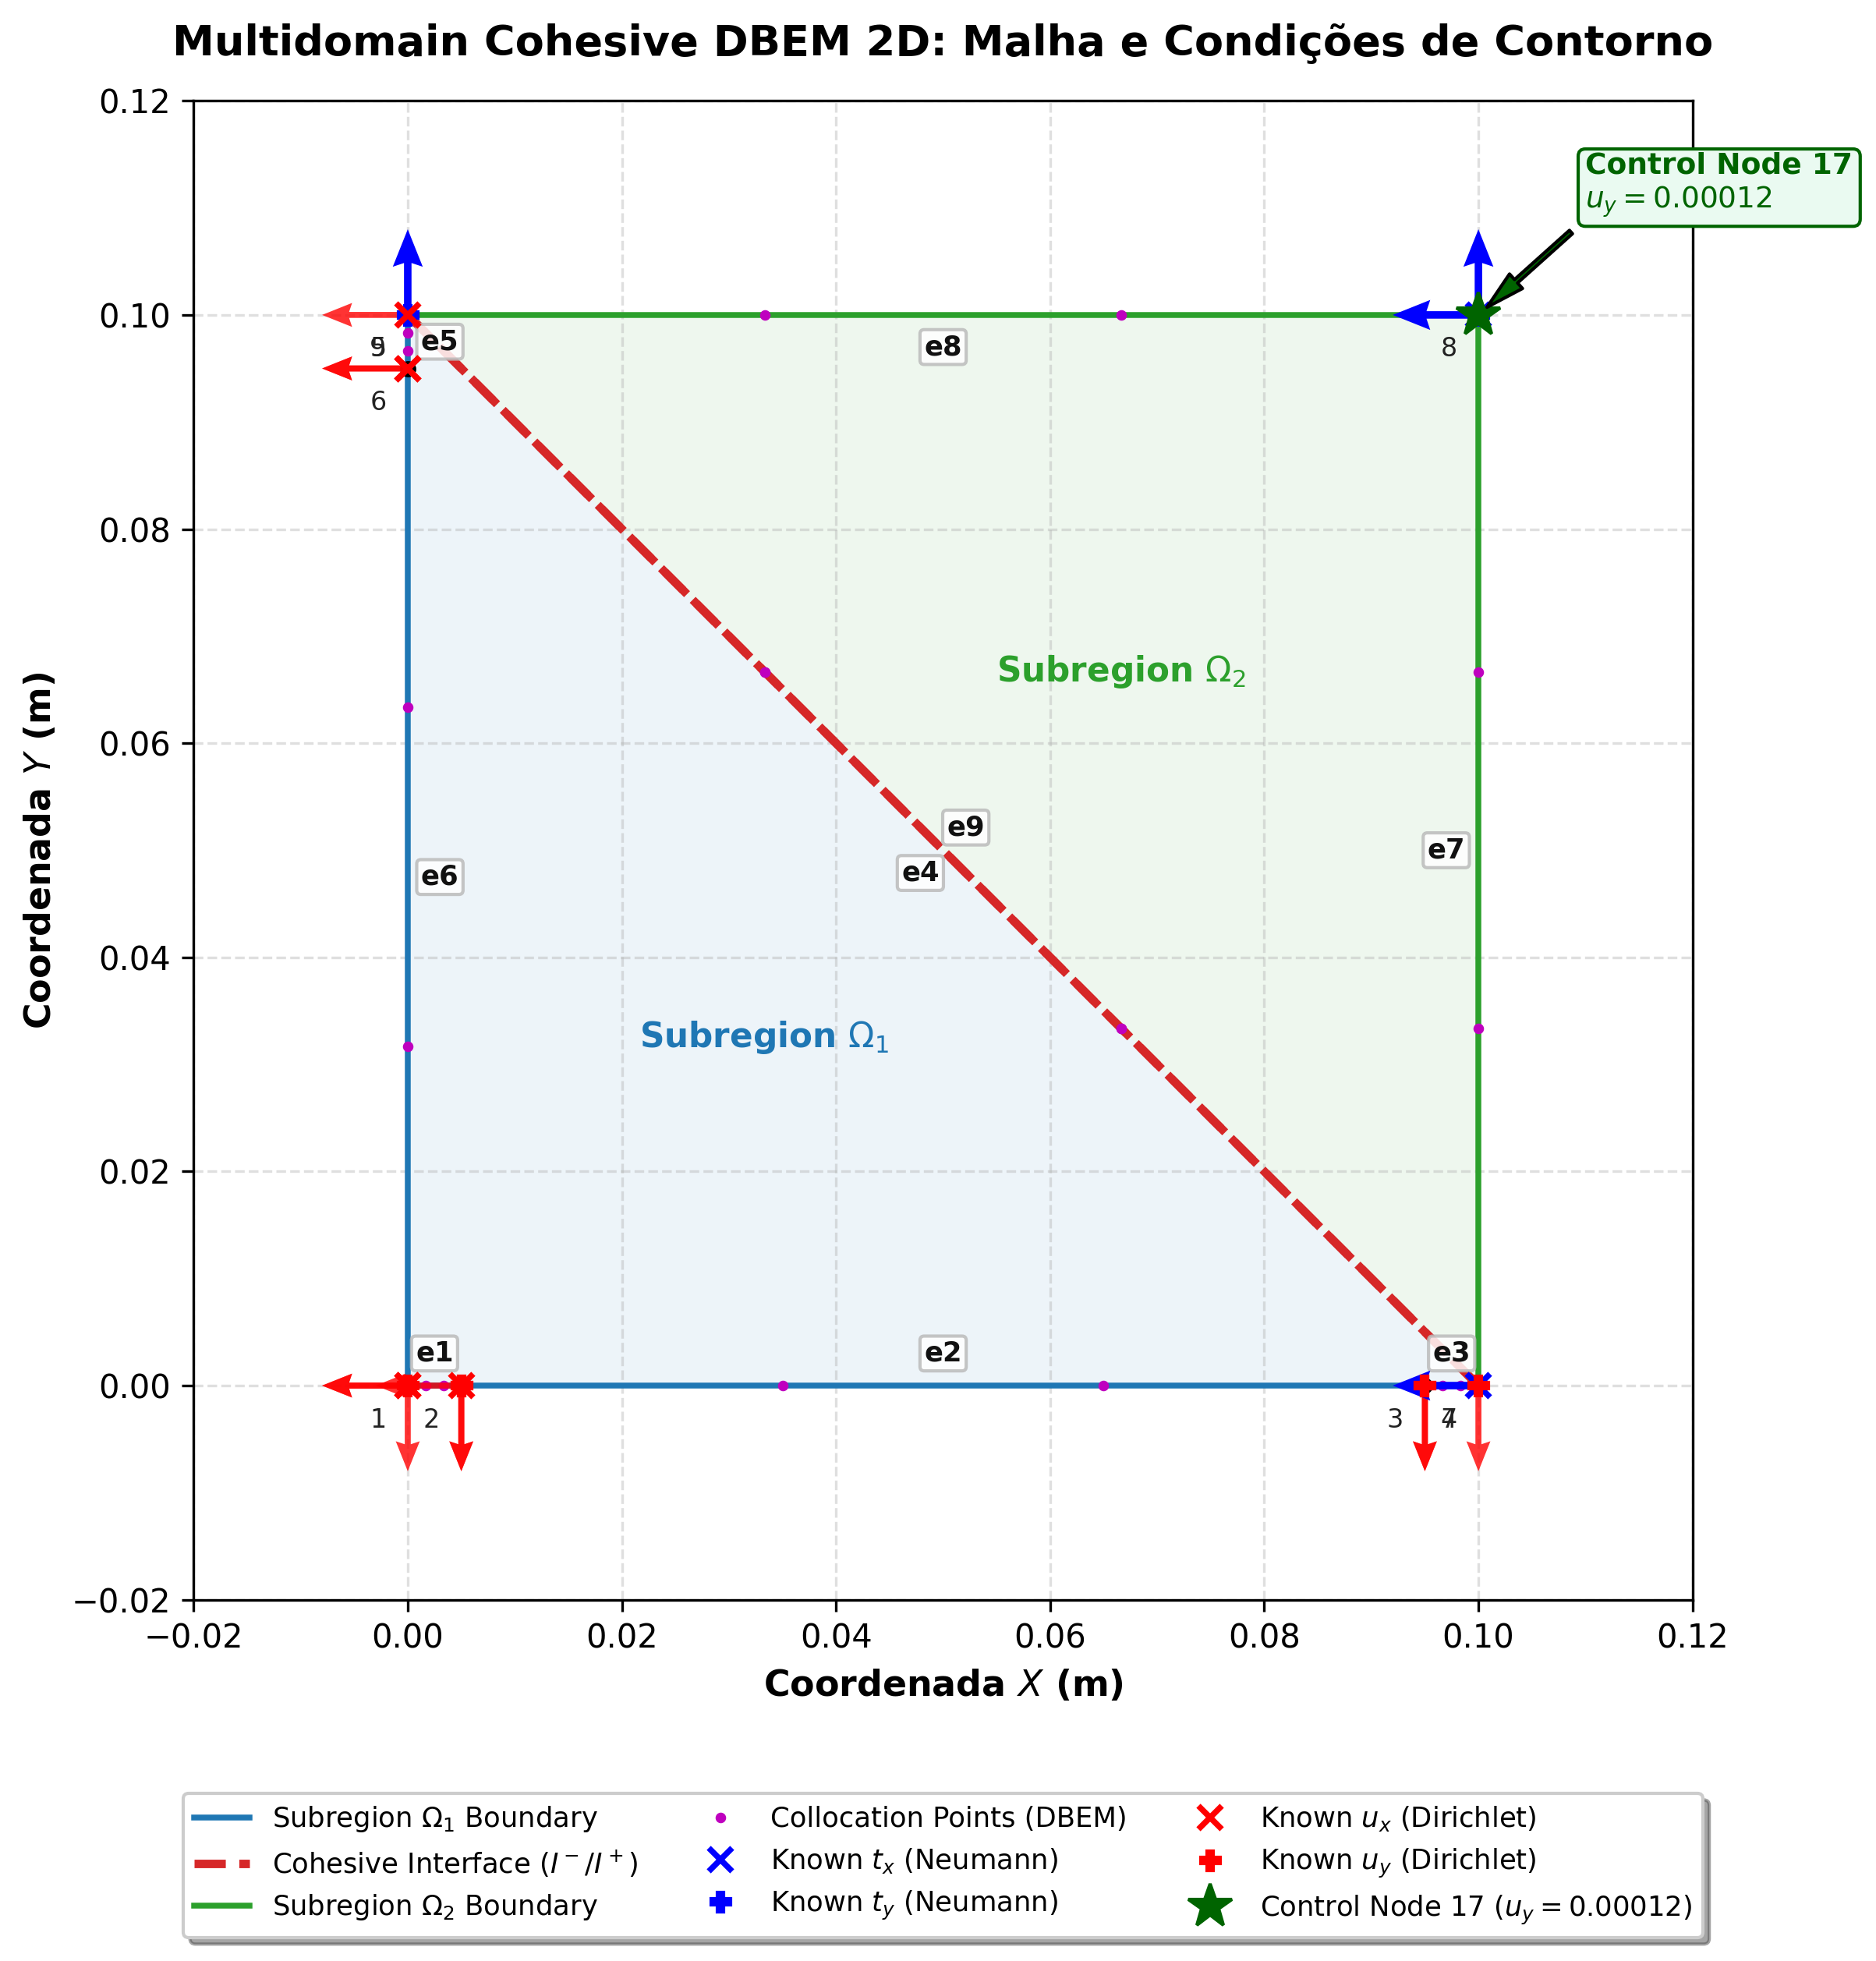 Multidomain Cohesive DBEM 2D: Malha e Condições de Contorno
0.12
Control Node 17
u_y = 0.00012
0.10
9
e5
e8
8
6
0.08
Subregion Ω₂
0.06
Coordenada Y (m)
e9
e7
e4
e6
0.04
Subregion Ω₁
0.02
e1
e2
e3
0.00
1
2
3
4
−0.02
−0.02
0.00
0.02
0.04
0.06
0.08
0.10
0.12
Coordenada X (m)
Subregion Ω₁ Boundary
Cohesive Interface (I⁻/I⁺)
Subregion Ω₂ Boundary
Collocation Points (DBEM)
Known t_x (Neumann)
Known t_y (Neumann)
Known u_x (Dirichlet)
Known u_y (Dirichlet)
Control Node 17 (u_y = 0.00012)